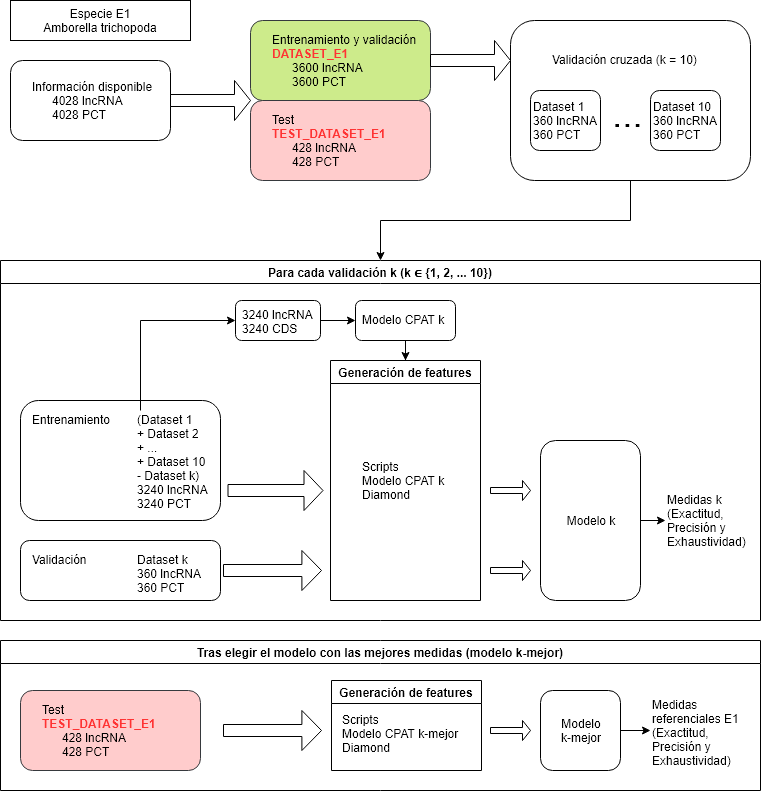 Especie E1
Amborella trichopoda
Información disponible
4028 lncRNA
4028 PCT
Entrenamiento y validación
DATASET_E1
3600 lncRNA
3600 PCT
Test
TEST_DATASET_E1
428 lncRNA
428 PCT
Validación cruzada (k = 10)
Dataset 1
360 lncRNA
360 PCT
. . .
Dataset 10
360 lncRNA
360 PCT
Para cada validación k (k ∈ {1, 2, ... 10})
3240 lncRNA
3240 CDS
Modelo CPAT k
Generación de features
Scripts
Modelo CPAT k
Diamond
Entrenamiento
(Dataset 1
+ Dataset 2
+ ...
+ Dataset 10
- Dataset k)
3240 lncRNA
3240 PCT
Validación
Dataset k
360 lncRNA
360 PCT
Modelo k
Medidas k
(Exactitud,
Precisión y
Exhaustividad)
Tras elegir el modelo con las mejores medidas (modelo k-mejor)
Test
TEST_DATASET_E1
428 lncRNA
428 PCT
Generación de features
Scripts
Modelo CPAT k-mejor
Diamond
Modelo
k-mejor
Medidas
referenciales E1
(Exactitud,
Precisión y
Exhaustividad)